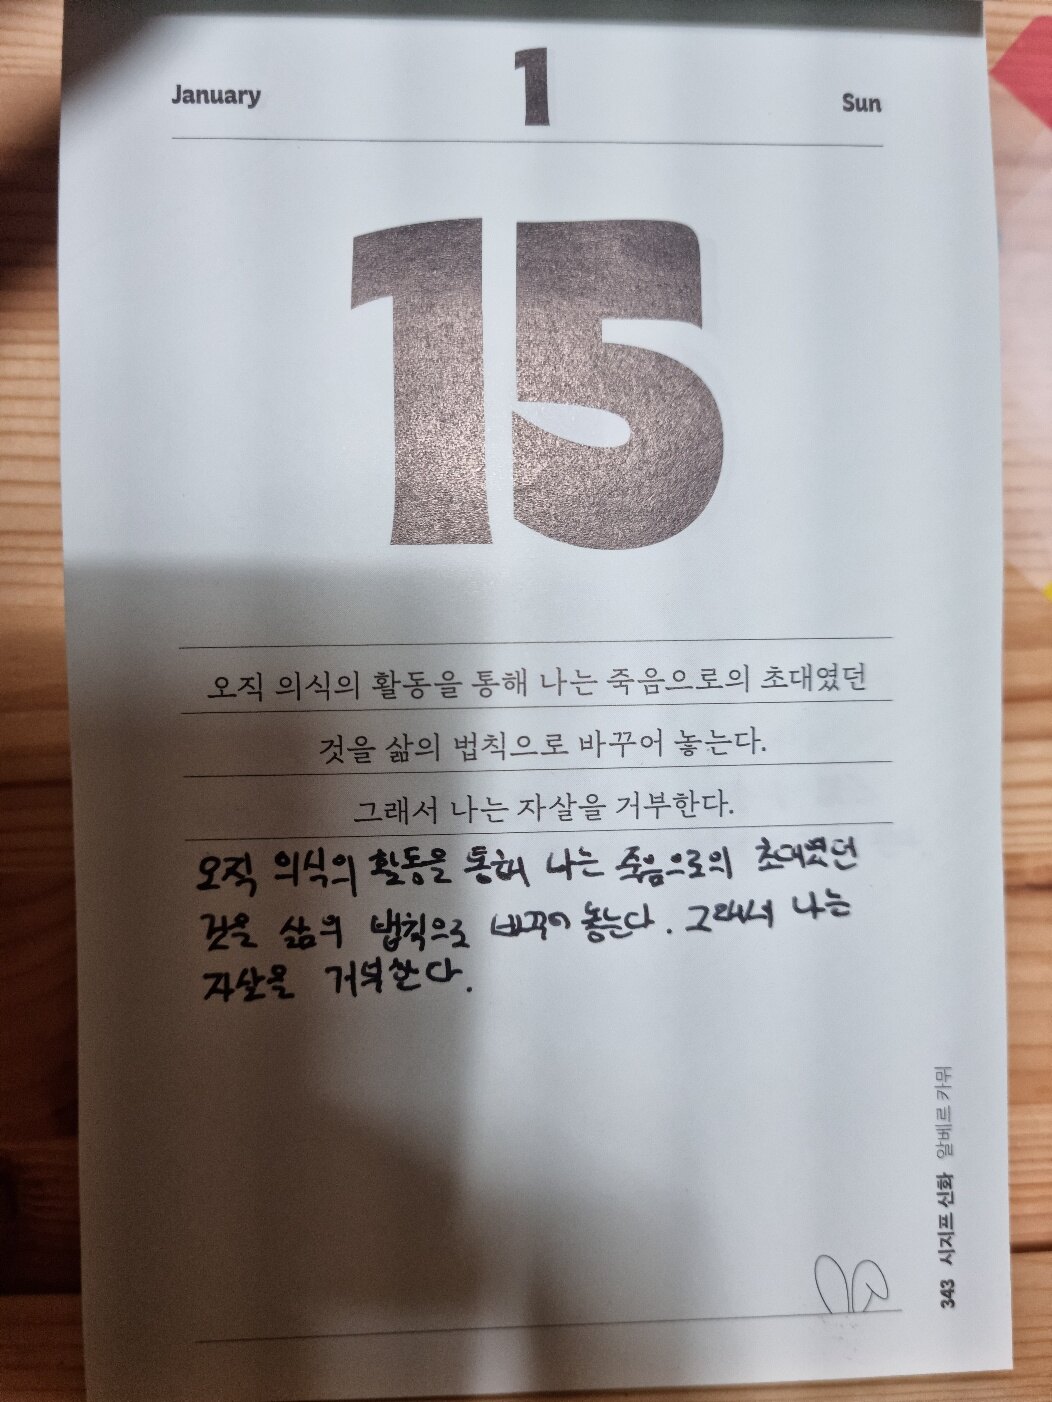 January 1 Sun
15
오직 의식의 활동을 통해 나는 죽음으로의 초대였던
것을 삶의 법칙으로 바꾸어 놓는다.
그래서 나는 자살을 거부한다.
오직 의식의 활동을 통해 나는 죽음으로의 초대였던
것을 삶의 법칙으로 바꾸어 놓는다. 그래서 나는
자살을 거부한다.
343 시지프 신화 알베르 카뮈